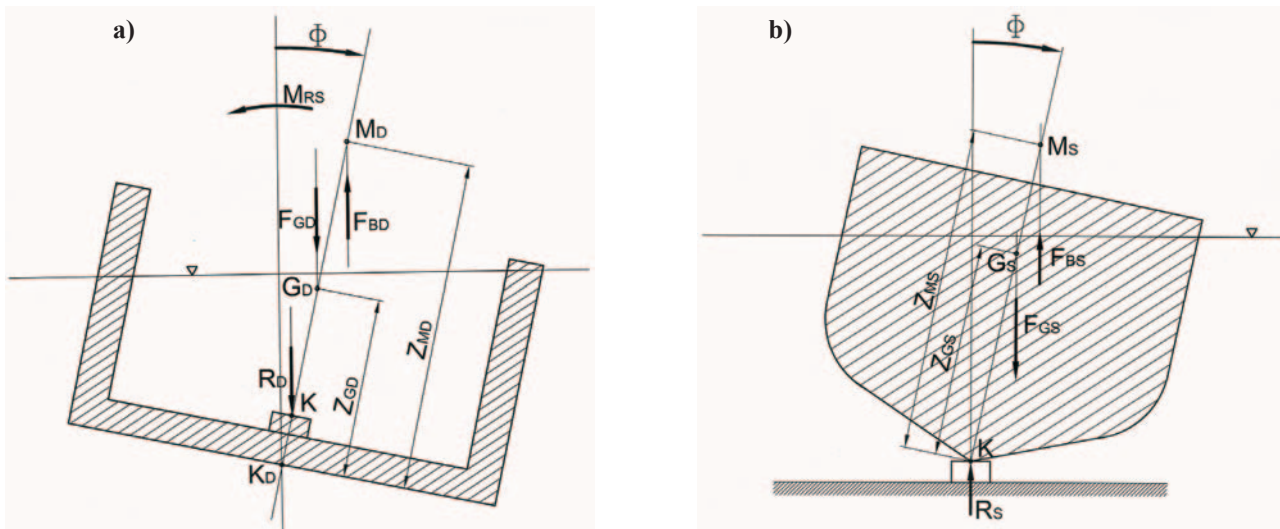 a)
Φ
MRS
MD
FGD
FBD
GD
RD
K
ZGD
ZMD
KD
b)
Φ
MS
GS
FBS
ZMS
ZGS
FGS
K
RS